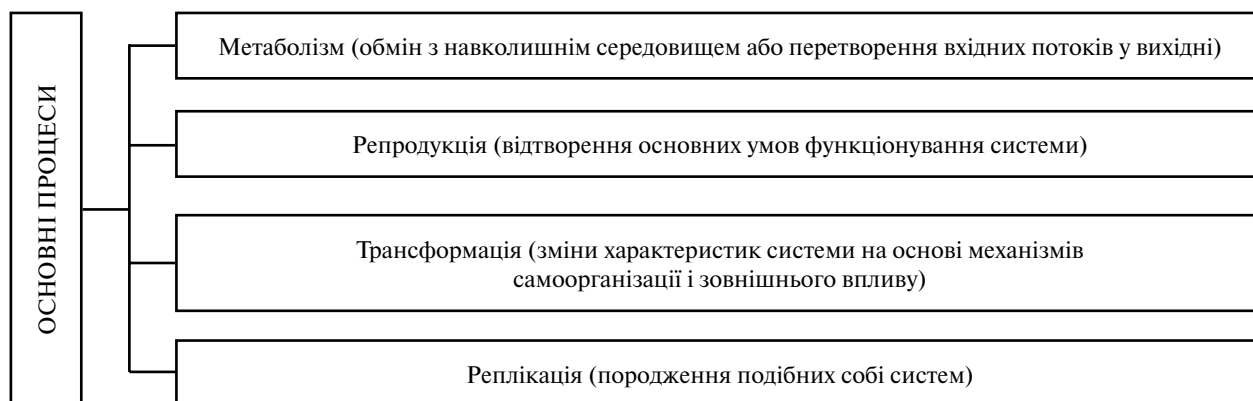 ОСНОВНІ ПРОЦЕСИ
Метаболізм (обмін з навколишнім середовищем або перетворення вхідних потоків у вихідні)
Репродукція (відтворення основних умов функціонування системи)
Трансформація (зміни характеристик системи на основі механізмів
самоорганізації і зовнішнього впливу)
Реплікація (породження подібних собі систем)